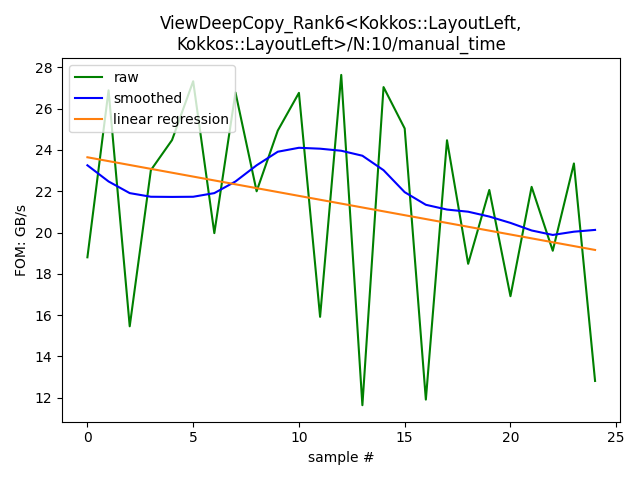 ViewDeepCopy_Rank6<Kokkos::LayoutLeft,
Kokkos::LayoutLeft>/N:10/manual_time
28
26
24
22
20
18
16
14
12
FOM: GB/s
raw
smoothed
linear regression
0
5
10
15
20
25
sample #